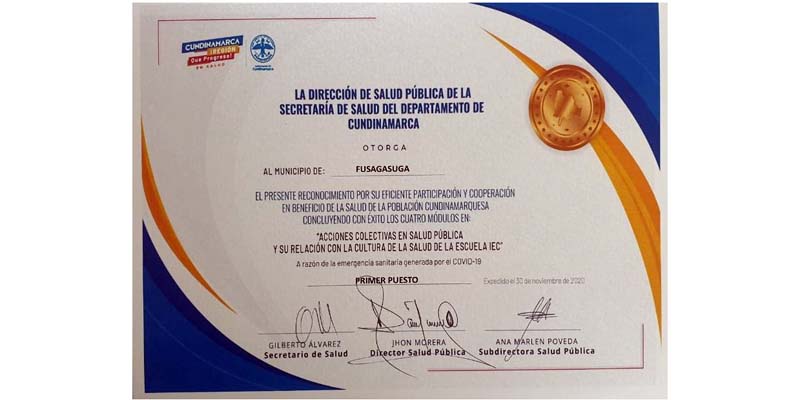 CUNDINAMARCA
¡REGIÓN
Que Progresa!
EN SALUD
Cundinamarca
LA DIRECCIÓN DE SALUD PÚBLICA DE LA
SECRETARÍA DE SALUD DEL DEPARTAMENTO DE
CUNDINAMARCA
OTORGA
AL MUNICIPIO DE: FUSAGASUGA
EL PRESENTE RECONOCIMIENTO POR SU EFICIENTE PARTICIPACIÓN Y COOPERACIÓN
EN BENEFICIO DE LA SALUD DE LA POBLACIÓN CUNDINAMARQUESA
CONCLUYENDO CON ÉXITO LOS CUATRO MÓDULOS EN:
"ACCIONES COLECTIVAS EN SALUD PÚBLICA
Y SU RELACIÓN CON LA CULTURA DE LA SALUD DE LA ESCUELA IEC"
A razón de la emergencia sanitaria generada por el COVID-19
PRIMER PUESTO
Expedido el 30 de noviembre de 2020
GILBERTO ÁLVAREZ
Secretario de Salud
JHON MORERA
Director Salud Pública
ANA MARLEN POVEDA
Subdirectora Salud Pública